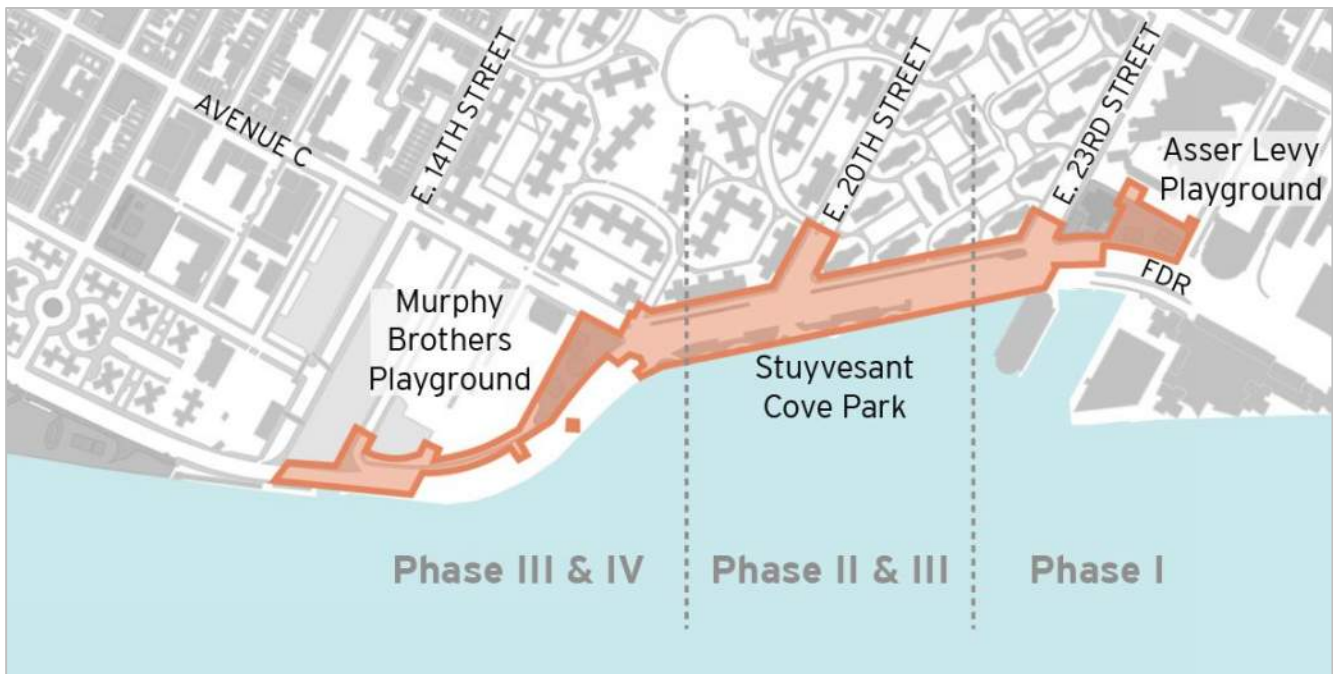 AVENUE C
E. 14TH STREET
E. 20TH STREET
E. 23RD STREET
Asser Levy
Playground
FDR
Murphy
Brothers
Playground
Stuyvesant
Cove Park
Phase III & IV
Phase II & III
Phase I